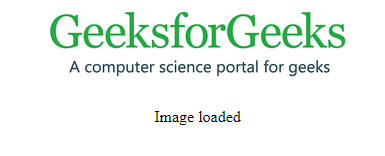 GeeksforGeeks
A computer science portal for geeks
Image loaded